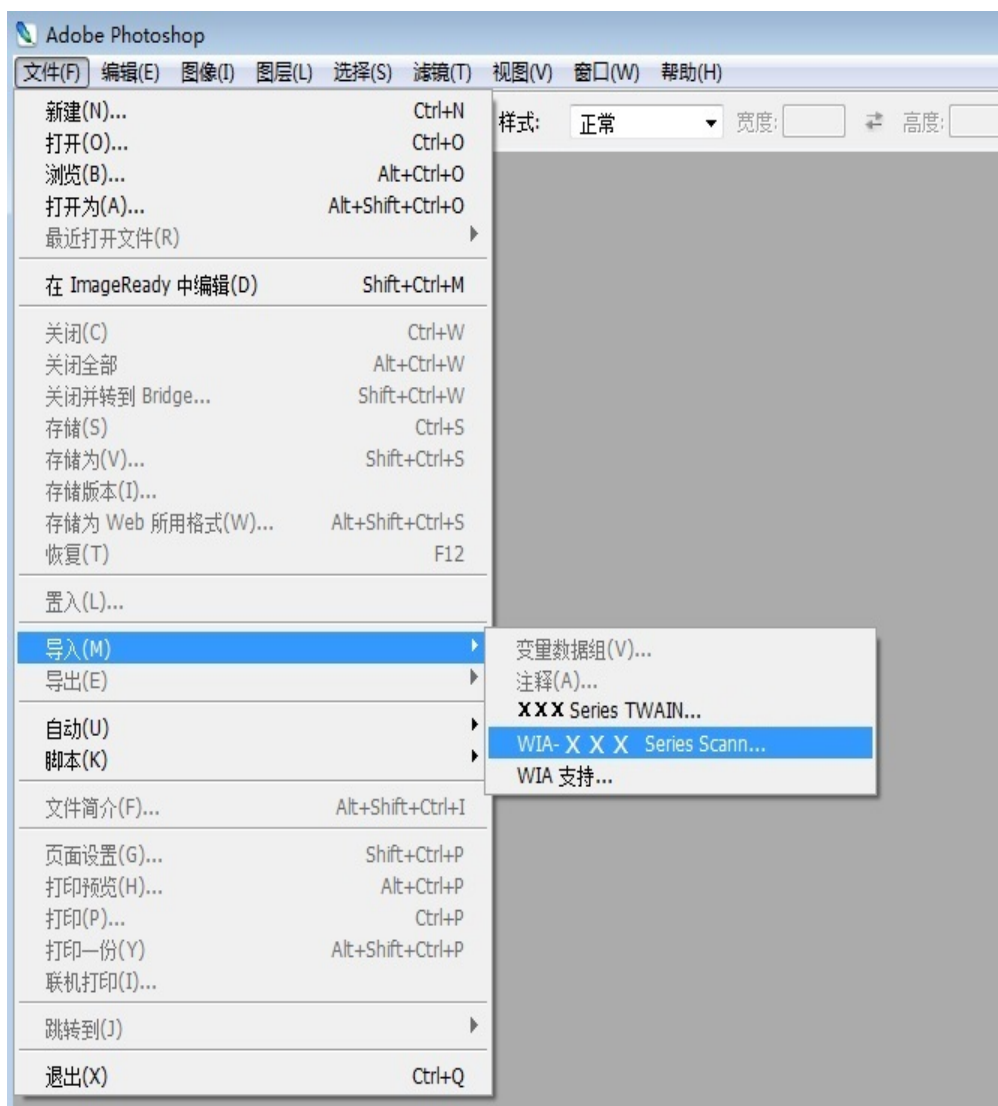 Adobe Photoshop
文件(F) 编辑(E) 图像(I) 图层(L) 选择(S) 滤镜(T) 视图(V) 窗口(W) 帮助(H)
样式: 正常 宽度: 高度:
新建(N)... Ctrl+N
打开(O)... Ctrl+O
浏览(B)... Alt+Ctrl+O
打开为(A)... Alt+Shift+Ctrl+O
最近打开文件(R)
在 ImageReady 中编辑(D) Shift+Ctrl+M
关闭(C) Ctrl+W
关闭全部 Alt+Ctrl+W
关闭并转到 Bridge... Shift+Ctrl+W
存储(S) Ctrl+S
存储为(V)... Shift+Ctrl+S
存储版本(I)...
存储为 Web 所用格式(W)... Alt+Shift+Ctrl+S
恢复(T) F12
置入(L)...
导入(M)
导出(E)
变量数据组(V)...
注释(A)...
XXX Series TWAIN...
WIA- X X X Series Scann...
WIA 支持...
自动(U)
脚本(K)
文件简介(F)... Alt+Shift+Ctrl+I
页面设置(G)... Shift+Ctrl+P
打印预览(H)... Alt+Ctrl+P
打印(P)... Ctrl+P
打印一份(Y) Alt+Shift+Ctrl+P
联机打印(I)...
跳转到(J)
退出(X) Ctrl+Q